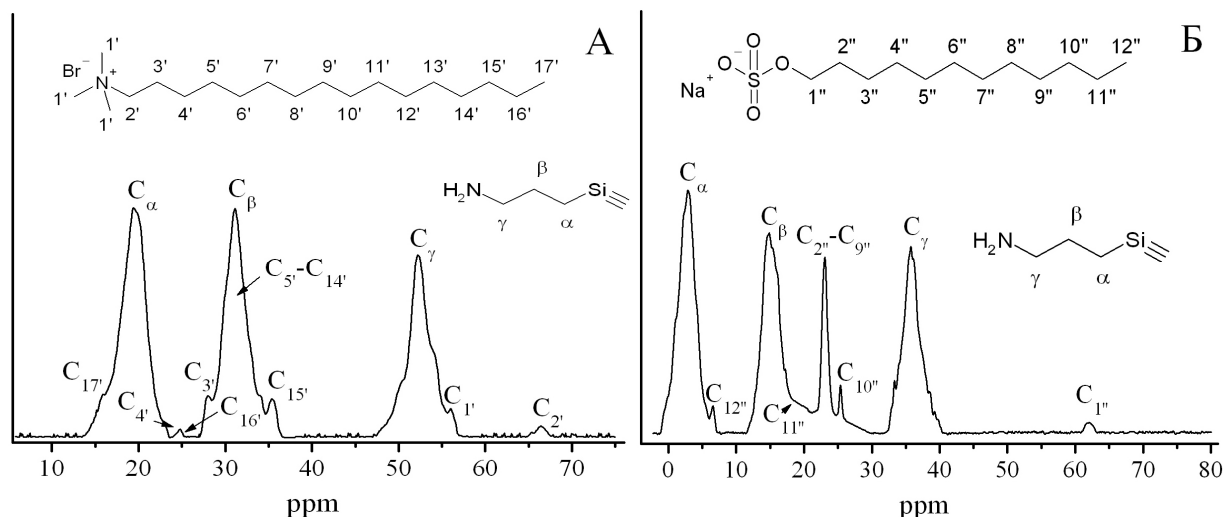 А
1'
Br⁻
3' 5' 7' 9' 11' 13' 15' 17'
N⁺
1'
1'
2' 4' 6' 8' 10' 12' 14' 16'
Cα
Cβ
β
H₂N
Si
γ
α
Cγ
C5'-C14'
C17'
C4'
C3'
C16'
C15'
C1'
C2'
10 20 30 40 50 60 70
ppm
Б
O
O⁻
S
O
O
Na⁺
2" 4" 6" 8" 10" 12"
1" 3" 5" 7" 9" 11"
Cα
Cβ
C2"-C9"
Cγ
β
H₂N
Si
γ
α
C12"
C11"
C10"
C1"
0 10 20 30 40 50 60 70 80
ppm